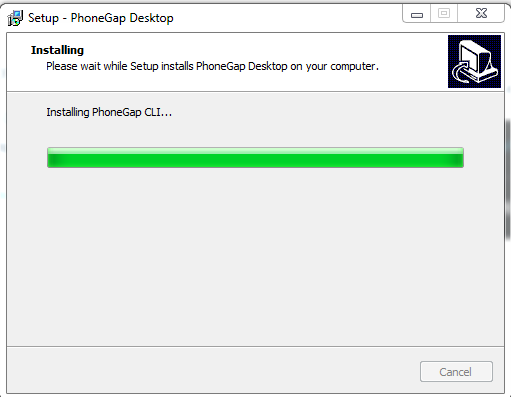 Setup - PhoneGap Desktop
Installing
Please wait while Setup installs PhoneGap Desktop on your computer.
Installing PhoneGap CLI...
Cancel